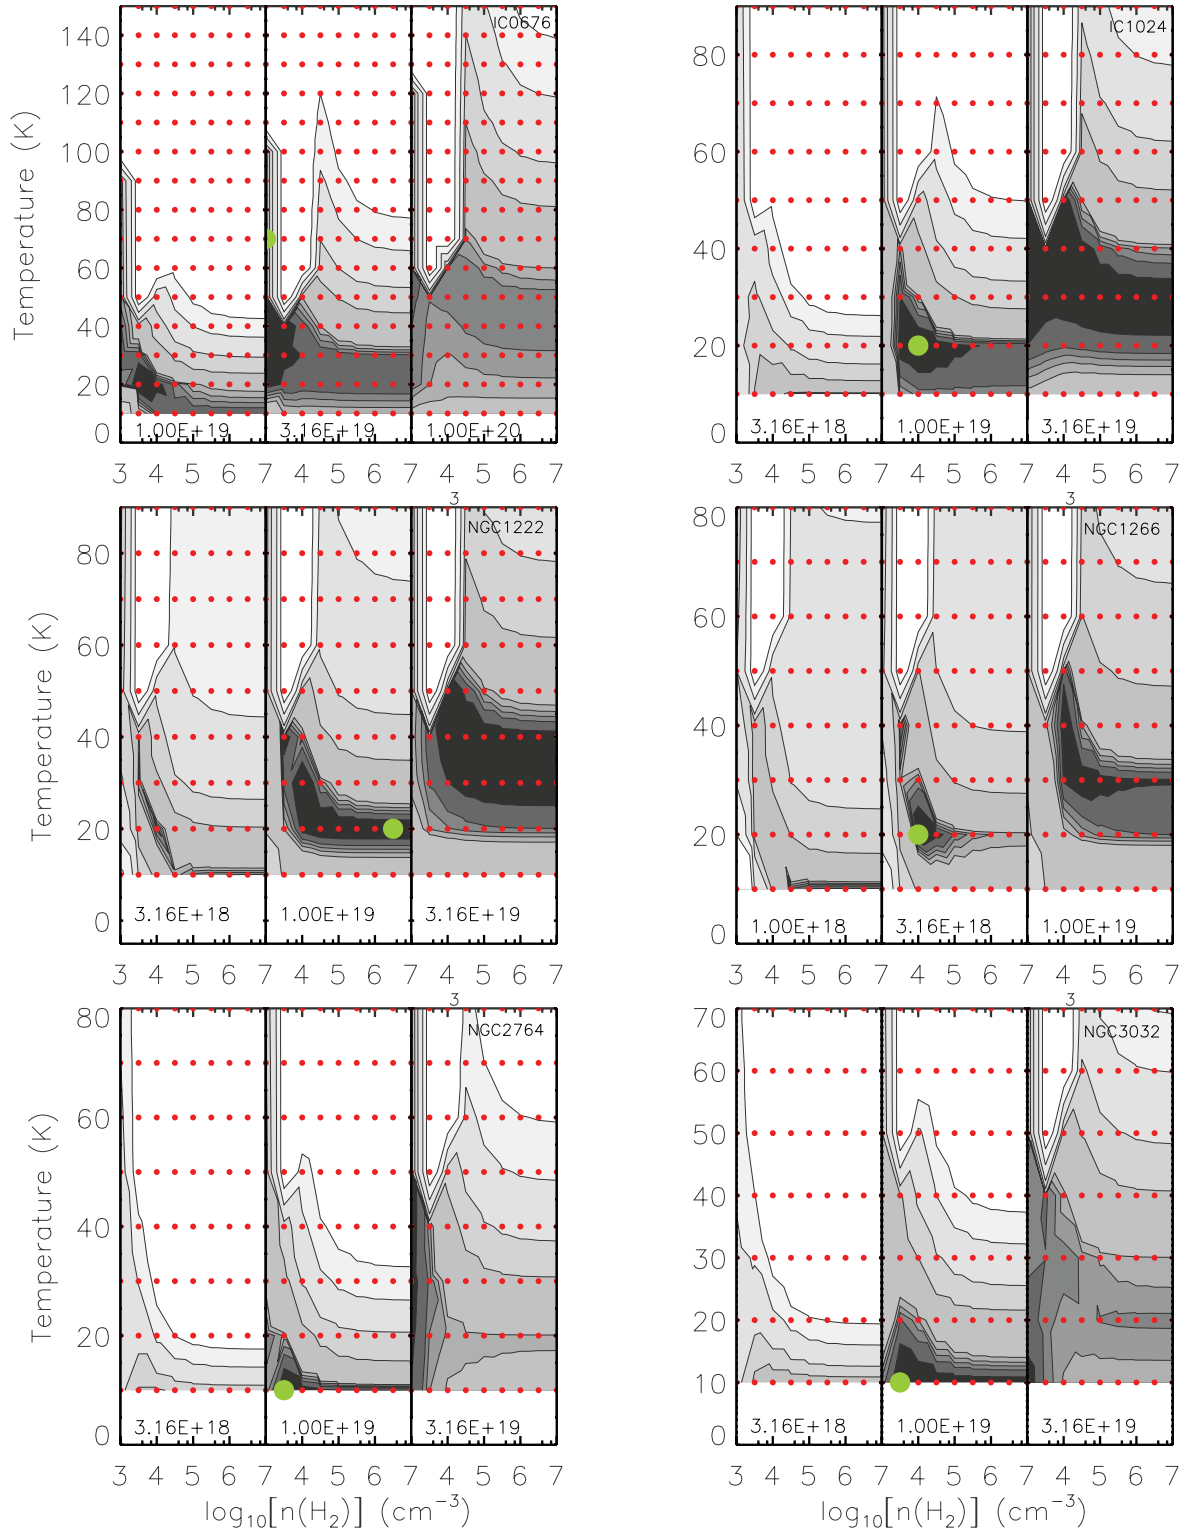 IC0676
140
120
100
80
60
40
20
0
Temperature (K)
1.00E+19 3.16E+19 1.00E+20
3 4 5 6 7 4 5 6 7 4 5 6 7
IC1024
80
60
40
20
0
3.16E+18 1.00E+19 3.16E+19
3 4 5 6 7 4 5 6 7 4 5 6 7
3
NGC1222
80
60
40
20
0
Temperature (K)
3.16E+18 1.00E+19 3.16E+19
3 4 5 6 7 4 5 6 7 4 5 6 7
3
NGC1266
80
60
40
20
0
1.00E+18 3.16E+18 1.00E+19
3 4 5 6 7 4 5 6 7 4 5 6 7
3
NGC2764
80
60
40
20
0
Temperature (K)
3.16E+18 1.00E+19 3.16E+19
3 4 5 6 7 4 5 6 7 4 5 6 7
log10[n(H2)] (cm−3)
3
NGC3032
70
60
50
40
30
20
10
0
3.16E+18 1.00E+19 3.16E+19
3 4 5 6 7 4 5 6 7 4 5 6 7
log10[n(H2)] (cm−3)